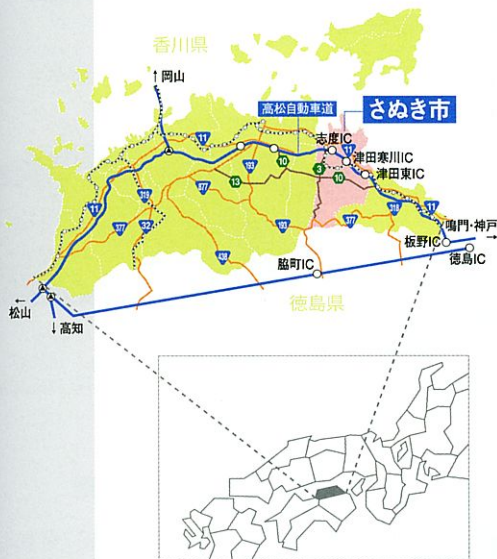 香川県
↑岡山
高松自動車道
さぬき市
志度IC
津田寒川IC
津田東IC
11
11
193
10
3
10
13
377
319
11
377
32
193
377
318
11
438
鳴門・神戸→
板野IC
徳島IC
脇町IC
徳島県
←
松山
↓高知